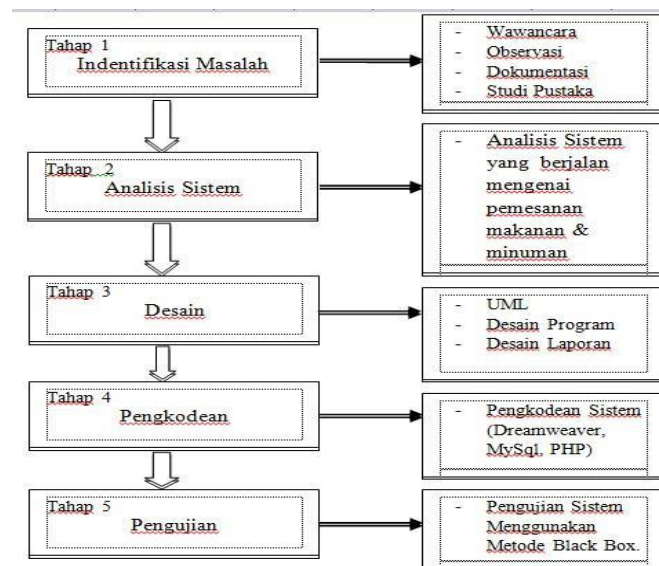 Tahap 1
Indentifikasi Masalah
- Wawancara
- Observasi
- Dokumentasi
- Studi Pustaka
Tahap 2
Analisis Sistem
- Analisis Sistem
yang berjalan
mengenai
pemesanan
makanan &
minuman
Tahap 3
Desain
- UML
- Desain Program
- Desain Laporan
Tahap 4
Pengkodean
- Pengkodean Sistem
(Dreamweaver,
MySql, PHP)
Tahap 5
Pengujian
- Pengujian Sistem
Menggunakan
Metode Black Box.